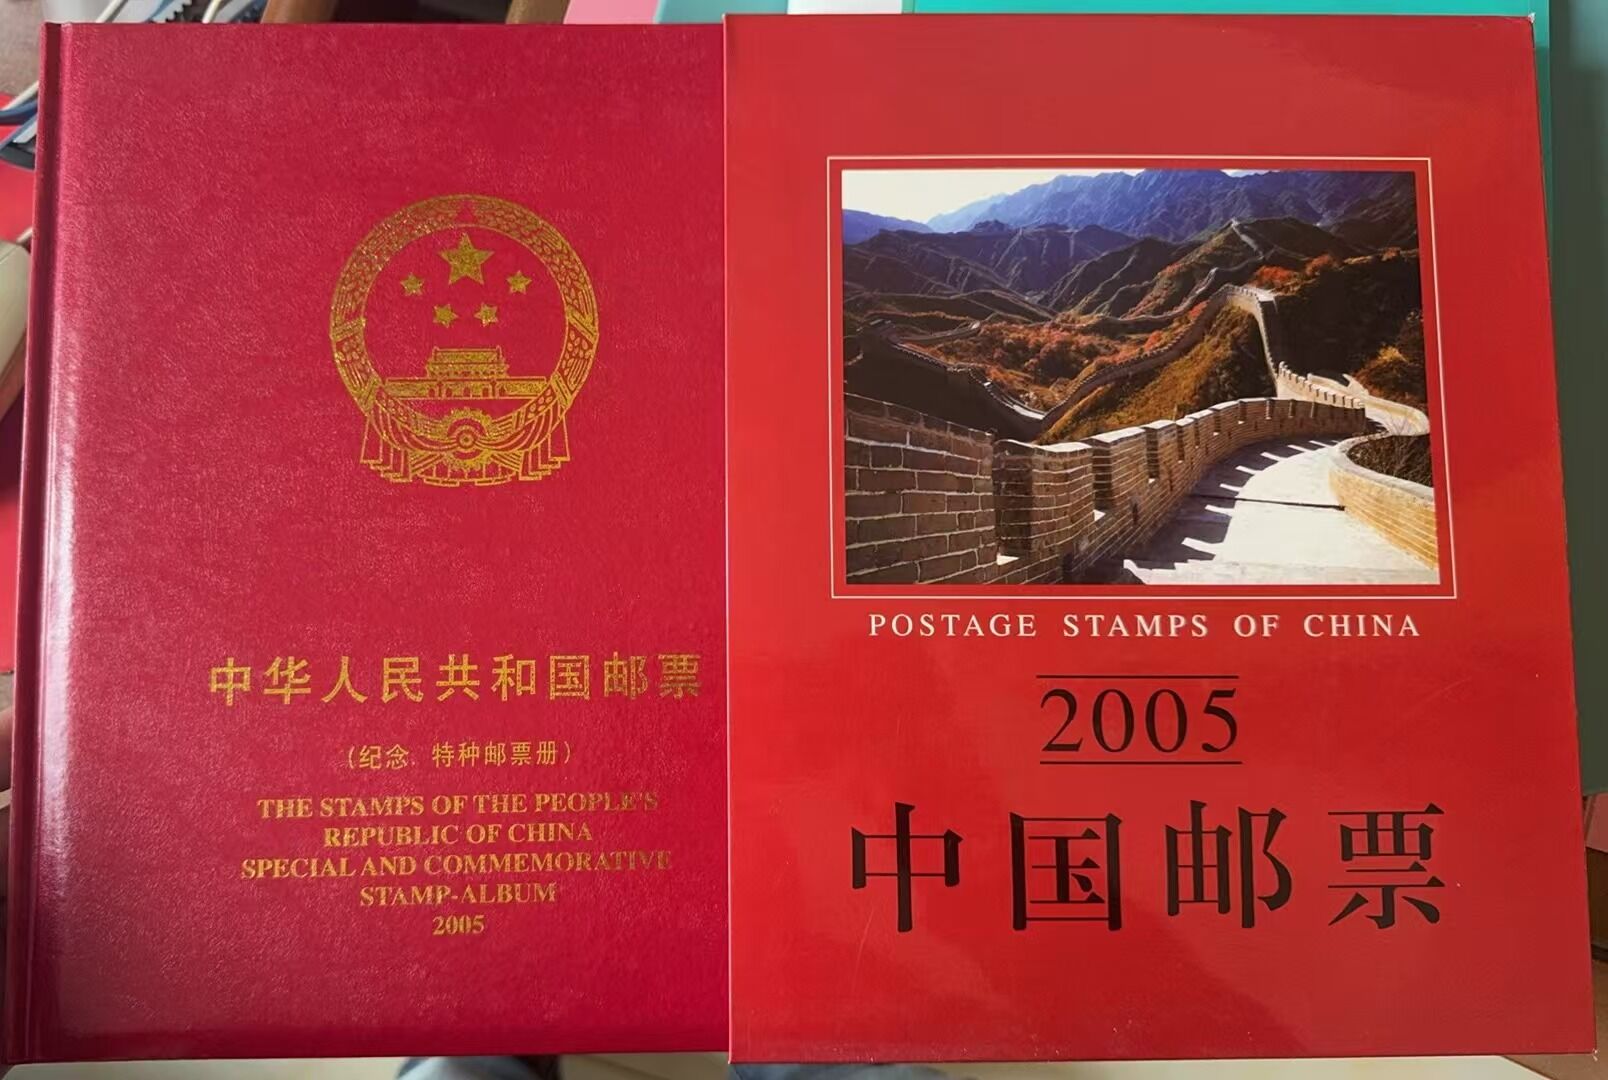 中华人民共和国邮票
(纪念、特种邮票册)
THE STAMPS OF THE PEOPLE'S
REPUBLIC OF CHINA
SPECIAL AND COMMEMORATIVE
STAMP-ALBUM
2005
POSTAGE STAMPS OF CHINA
2005
中国邮票